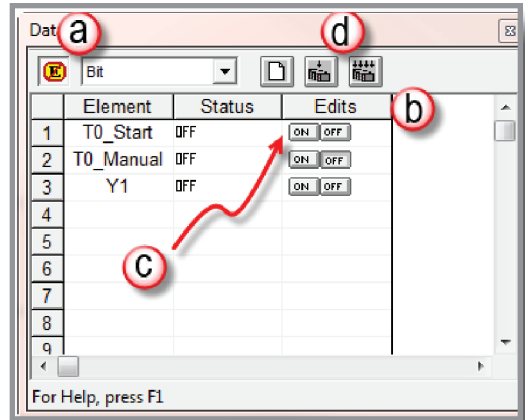 Dat
a
d
E
Bit
Element Status Edits
b
1 T0_Start OFF ON OFF
2 T0_Manual OFF ON OFF
3 Y1 OFF ON OFF
4
5
c
6
7
8
9
For Help, press F1